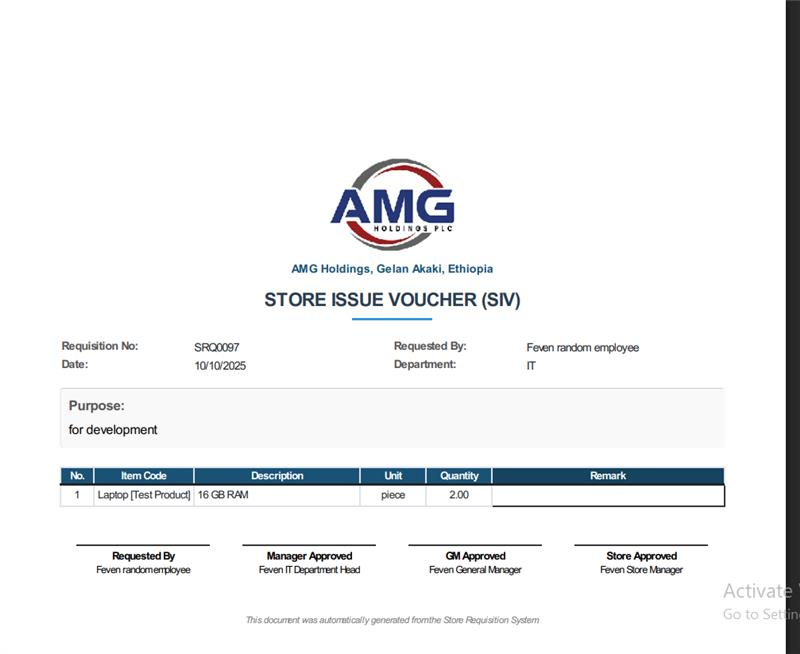 AMG
HOLDINGS PLC
AMG Holdings, Gelan Akaki, Ethiopia
STORE ISSUE VOUCHER (SIV)
Requisition No: SRQ0097 Requested By: Feven random employee
Date: 10/10/2025 Department: IT
Purpose:
for development
No. Item Code Description Unit Quantity Remark
1 Laptop [Test Product] 16 GB RAM piece 2.00
Requested By Manager Approved GM Approved Store Approved
Feven random employee Feven IT Department Head Feven General Manager Feven Store Manager
Activate
Go to Settin
This document was automatically generated from the Store Requisition System